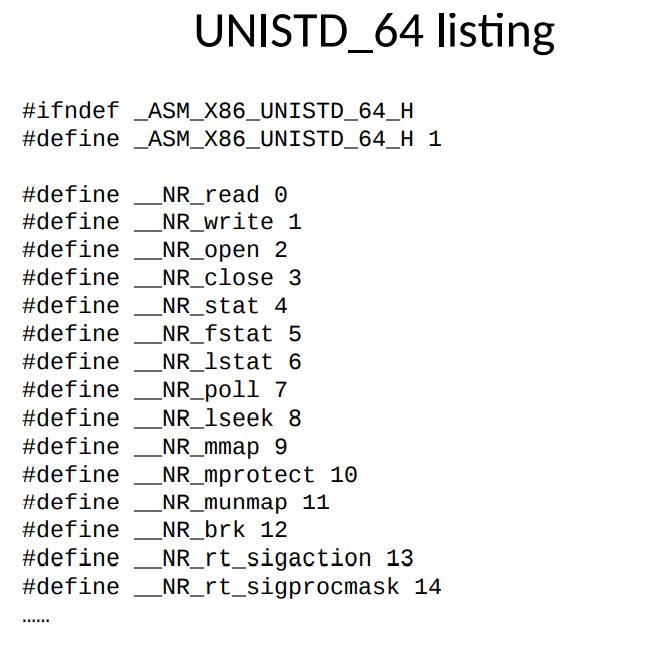 UNISTD_64 listing
#ifndef _ASM_X86_UNISTD_64_H
#define _ASM_X86_UNISTD_64_H 1
#define __NR_read 0
#define __NR_write 1
#define __NR_open 2
#define __NR_close 3
#define __NR_stat 4
#define __NR_fstat 5
#define __NR_lstat 6
#define __NR_poll 7
#define __NR_lseek 8
#define __NR_mmap 9
#define __NR_mprotect 10
#define __NR_munmap 11
#define __NR_brk 12
#define __NR_rt_sigaction 13
#define __NR_rt_sigprocmask 14
……